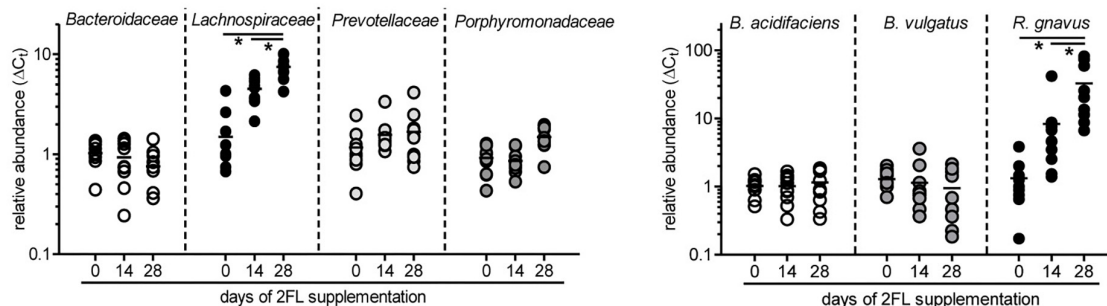 Bacteroidaceae Lachnospiraceae Prevotellaceae Porphyromonadaceae
relative abundance (ΔCt)
10
1
0.1
* *
0 14 28 0 14 28 0 14 28 0 14 28
days of 2FL supplementation
B. acidifaciens B. vulgatus R. gnavus
relative abundance (ΔCt)
100
10
1
0.1
* *
0 14 28 0 14 28 0 14 28
days of 2FL supplementation